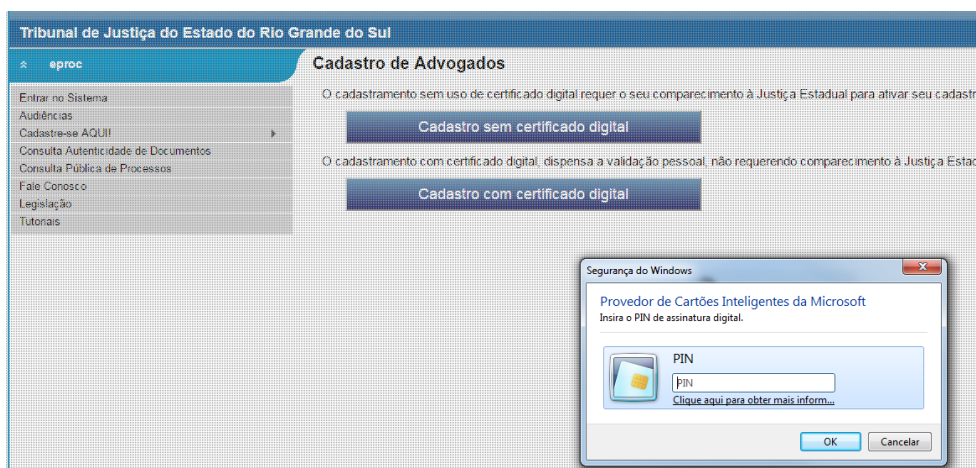 Tribunal de Justiça do Estado do Rio Grande do Sul
eproc
Entrar no Sistema
Audiências
Cadastre-se AQUI!
Consulta Autenticidade de Documentos
Consulta Pública de Processos
Fale Conosco
Legislação
Tutoriais
Cadastro de Advogados
O cadastramento sem uso de certificado digital requer o seu comparecimento à Justiça Estadual para ativar seu cadastr
Cadastro sem certificado digital
O cadastramento com certificado digital, dispensa a validação pessoal, não requerendo comparecimento à Justiça Estad
Cadastro com certificado digital
Segurança do Windows
Provedor de Cartões Inteligentes da Microsoft
Insira o PIN de assinatura digital.
PIN
PIN
Clique aqui para obter mais inform...
OK
Cancelar